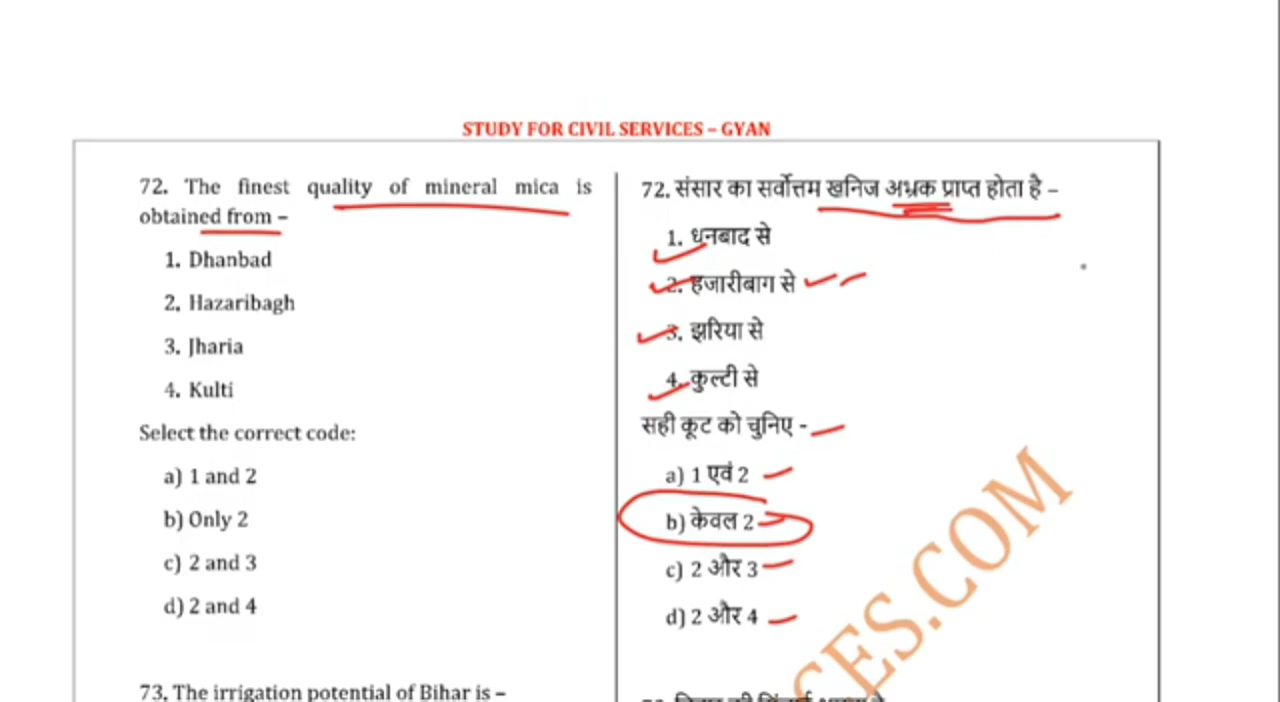 STUDY FOR CIVIL SERVICES – GYAN
72. The finest quality of mineral mica is
obtained from –
1. Dhanbad
2. Hazaribagh
3. Jharia
4. Kulti
Select the correct code:
a) 1 and 2
b) Only 2
c) 2 and 3
d) 2 and 4
73. The irrigation potential of Bihar is –
72. संसार का सर्वोत्तम खनिज अभ्रक प्राप्त होता है –
1. धनबाद से
2. हजारीबाग से
3. झरिया से
4. कुल्टी से
सही कूट को चुनिए -
a) 1 एवं 2
b) केवल 2
c) 2 और 3
d) 2 और 4
CES.COM